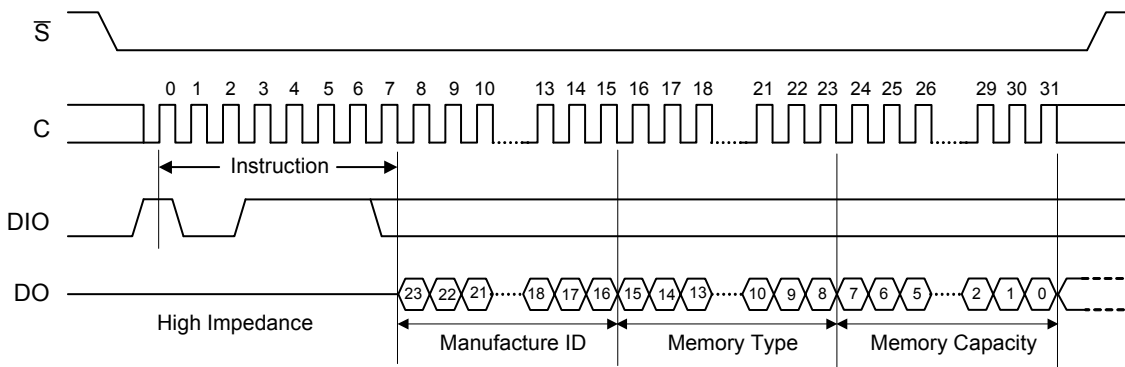 S
0 1 2 3 4 5 6 7 8 9 10 13 14 15 16 17 18 21 22 23 24 25 26 29 30 31
C
Instruction
DIO
DO 23 22 21 18 17 16 15 14 13 10 9 8 7 6 5 2 1 0
High Impedance
Manufacture ID Memory Type Memory Capacity